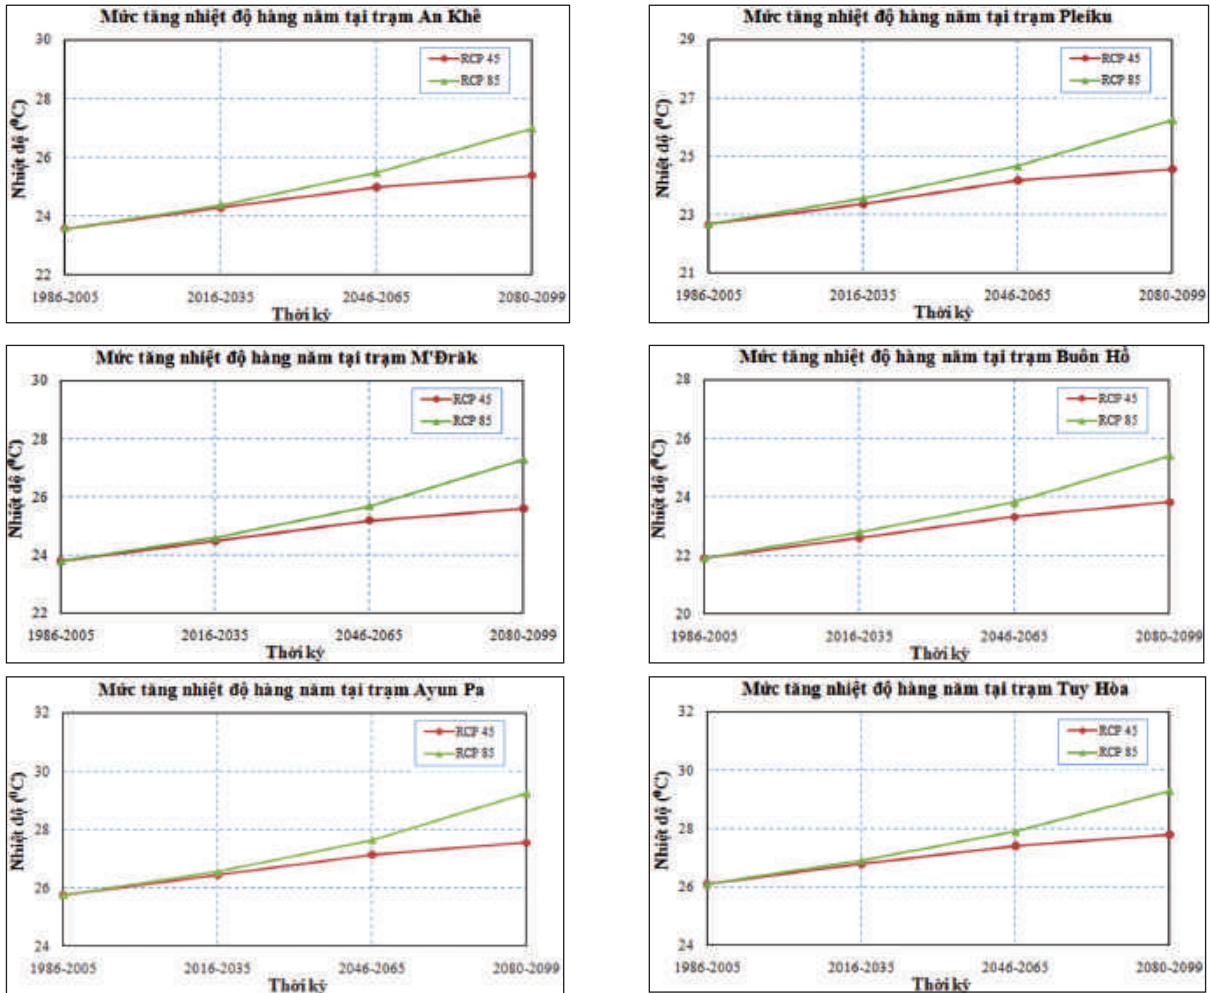 Mức tăng nhiệt độ hàng năm tại trạm An Khê
30
28
26
24
22
Nhiệt độ (⁰C)
RCP 45
RCP 85
1986-2005 2016-2035 2046-2065 2080-2099
Thời kỳ
Mức tăng nhiệt độ hàng năm tại trạm Pleiku
29
27
25
23
21
Nhiệt độ (⁰C)
RCP 45
RCP 85
1986-2005 2016-2035 2046-2065 2080-2099
Thời kỳ
Mức tăng nhiệt độ hàng năm tại trạm M'Đrăk
30
28
26
24
22
Nhiệt độ (⁰C)
RCP 45
RCP 85
1986-2005 2016-2035 2046-2065 2080-2099
Thời kỳ
Mức tăng nhiệt độ hàng năm tại trạm Buôn Hồ
28
26
24
22
20
Nhiệt độ (⁰C)
RCP 45
RCP 85
1986-2005 2016-2035 2046-2065 2080-2099
Thời kỳ
Mức tăng nhiệt độ hàng năm tại trạm Ayun Pa
32
30
28
26
24
Nhiệt độ (⁰C)
RCP 45
RCP 85
1986-2005 2016-2035 2046-2065 2080-2099
Thời kỳ
Mức tăng nhiệt độ hàng năm tại trạm Tuy Hòa
32
30
28
26
24
Nhiệt độ (⁰C)
RCP 45
RCP 85
1986-2005 2016-2035 2046-2065 2080-2099
Thời kỳ